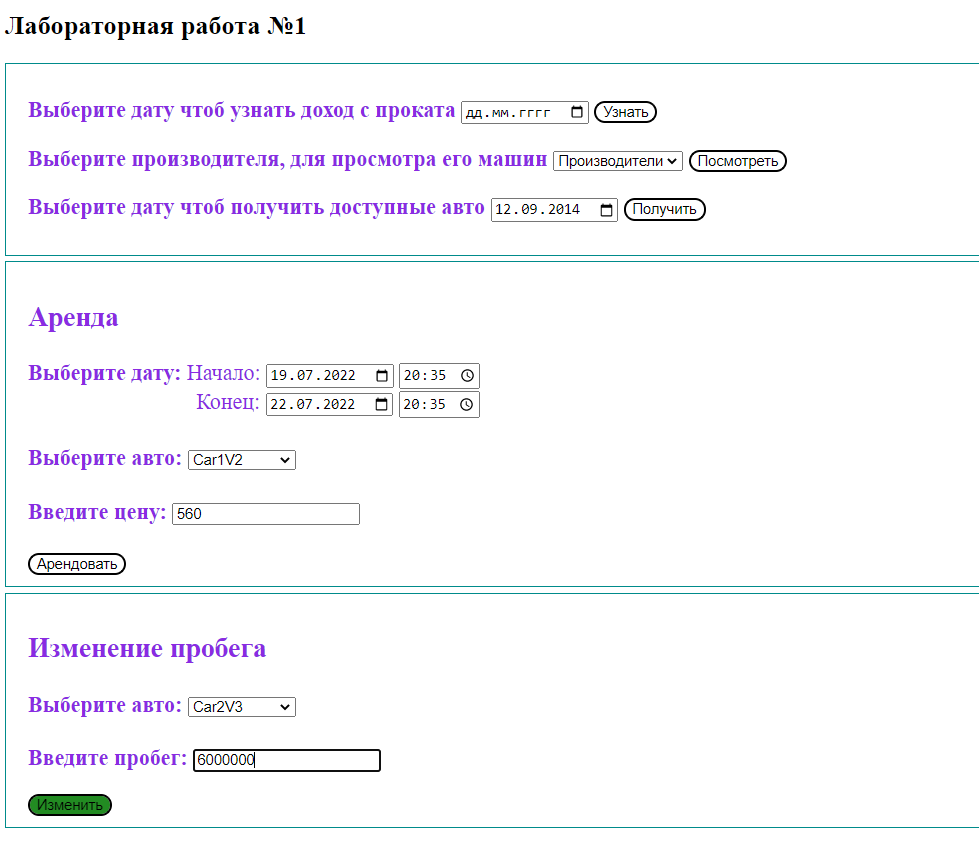 Лабораторная работа №1
Выберите дату чтоб узнать доход с проката дд.мм.гггг Узнать
Выберите производителя, для просмотра его машин Производители Посмотреть
Выберите дату чтоб получить доступные авто 12.09.2014 Получить
Аренда
Выберите дату: Начало: 19.07.2022 20:35
Конец: 22.07.2022 20:35
Выберите авто: Car1V2
Введите цену: 560
Арендовать
Изменение пробега
Выберите авто: Car2V3
Введите пробег: 6000000
Изменить